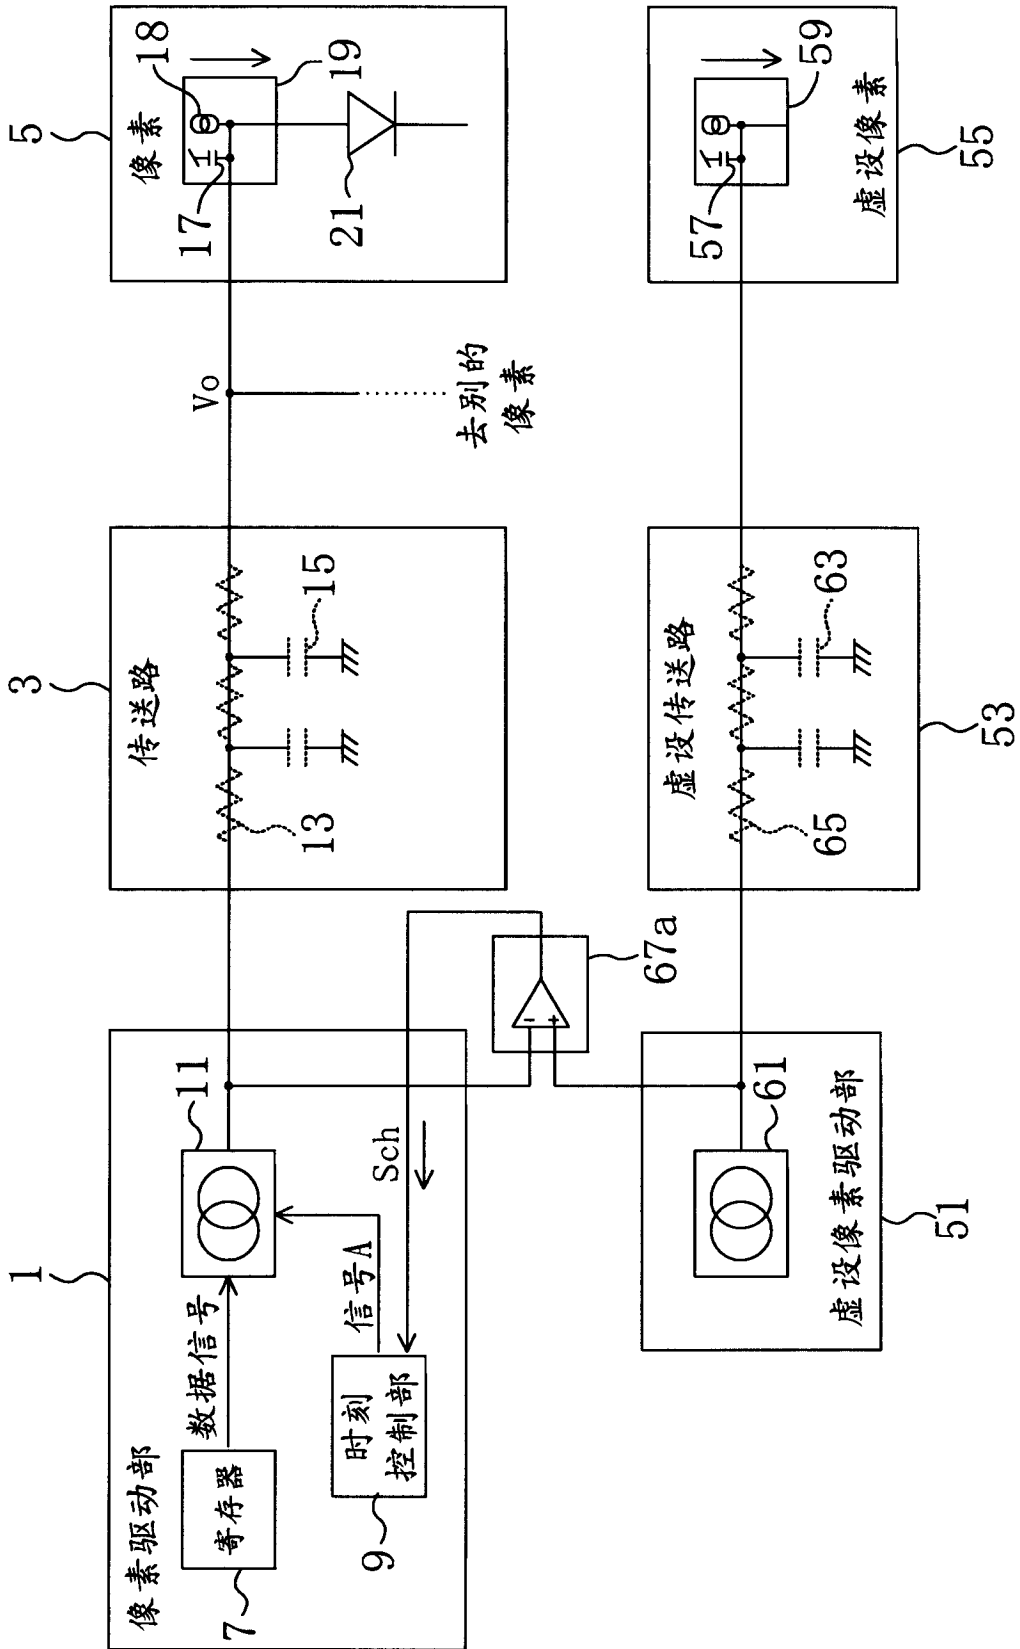 1
像素驱动部
寄存器
7
数据信号
11
时刻
控制部
9
信号A
Sch
3
传送路
13
15
Vo
去别的
像素
5
像素
17
18
19
21
67a
-
+
51
虚设像素驱动部
61
53
虚设传送路
65
63
55
虚设像素
57
59